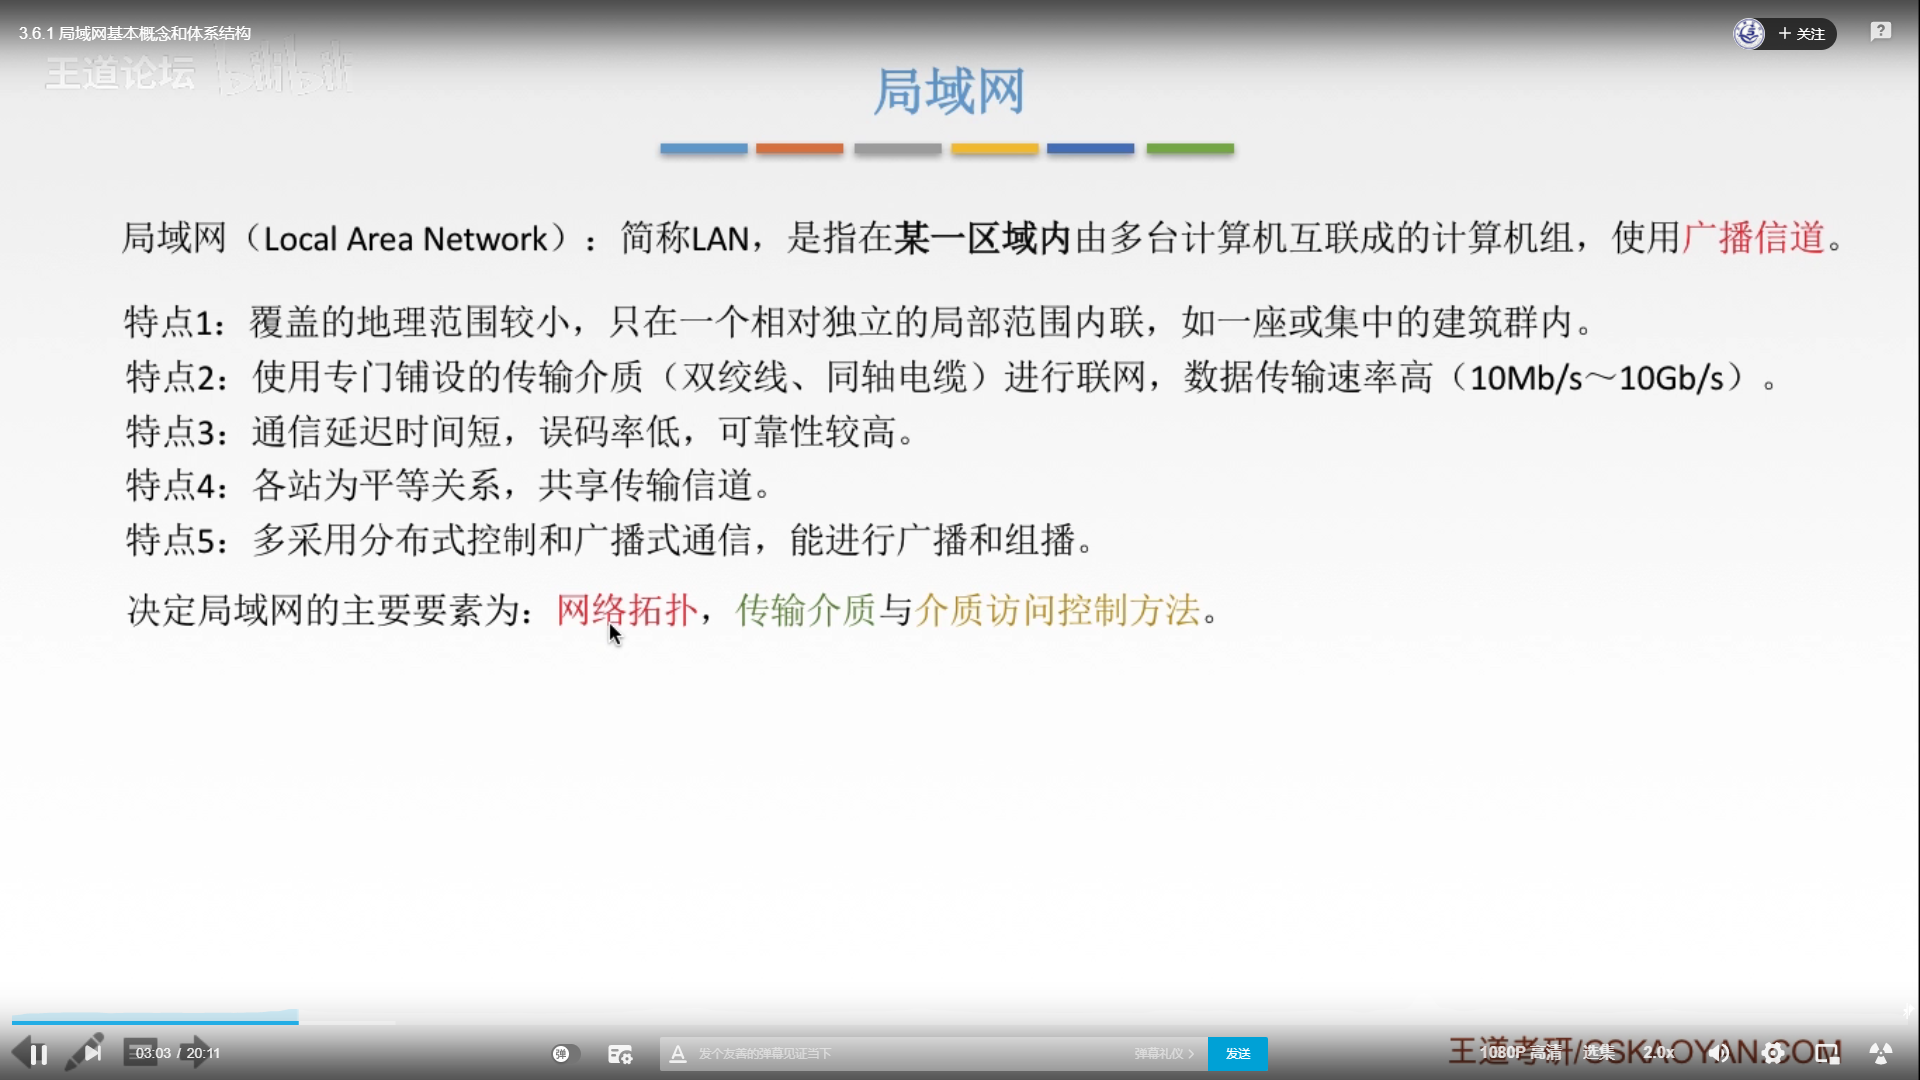 3.6.1 局域网基本概念和体系结构
+ 关注
王道论坛 bilibili
局域网
局域网（Local Area Network）：简称LAN，是指在某一区域内由多台计算机互联成的计算机组，使用广播信道。
特点1：覆盖的地理范围较小，只在一个相对独立的局部范围内联，如一座或集中的建筑群内。
特点2：使用专门铺设的传输介质（双绞线、同轴电缆）进行联网，数据传输速率高（10Mb/s～10Gb/s）。
特点3：通信延迟时间短，误码率低，可靠性较高。
特点4：各站为平等关系，共享传输信道。
特点5：多采用分布式控制和广播式通信，能进行广播和组播。
决定局域网的主要要素为：网络拓扑，传输介质与介质访问控制方法。
03:03 / 20:11
弹
发个友善的弹幕见证当下
弹幕礼仪 >
发送
王道考研/CSKAOYAN.COM
1080P 高清
选集
2.0x